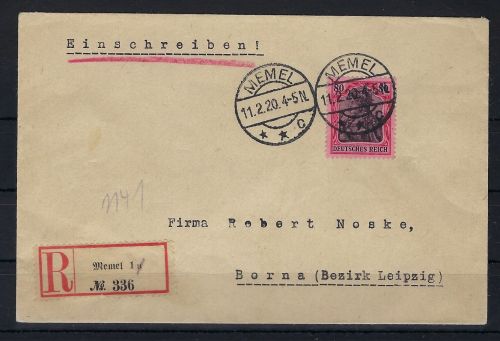 Einschreiben!
MEMEL
11.2.20.4-5N.
★ ★ c
MEMEL
11.2.20.4-5N.
80
DEUTSCHES REICH
1141
Firma Robert Noske,
R
Memel 1
№. 336
Borna (Bezirk Leipzig)